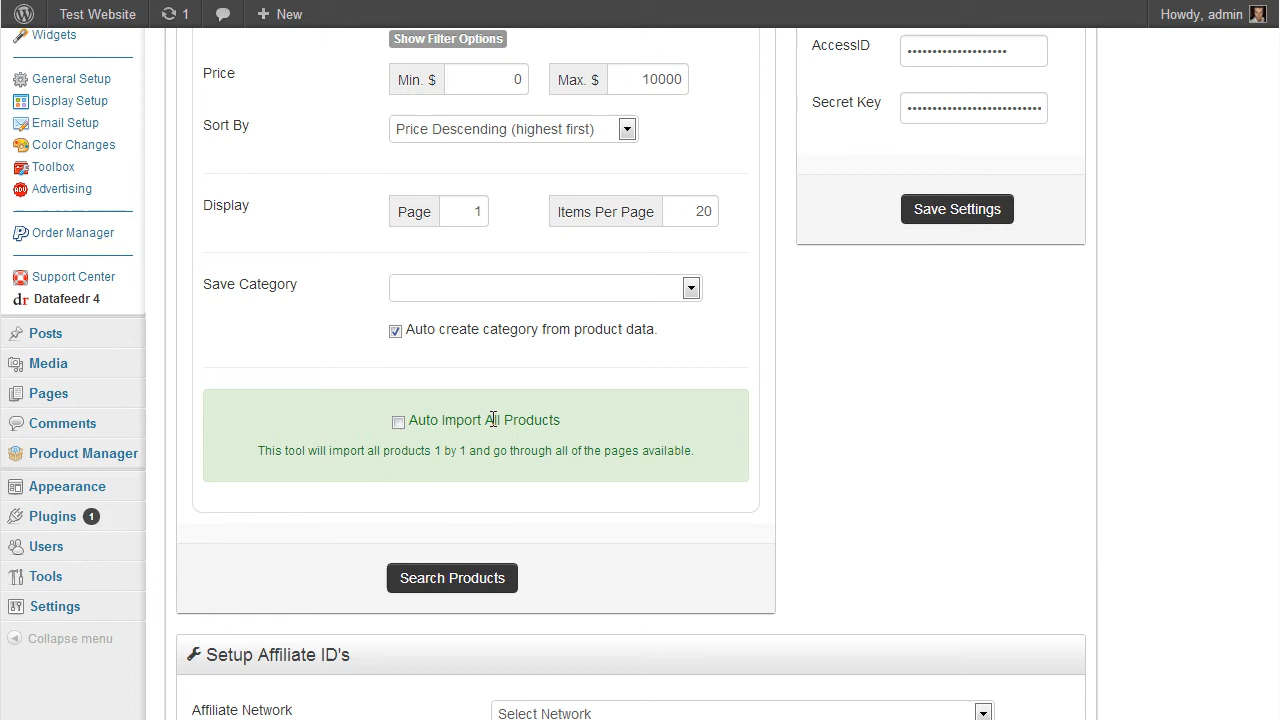 Test Website
1
New
Howdy, admin
Widgets
General Setup
Display Setup
Email Setup
Color Changes
Toolbox
Advertising
Order Manager
Support Center
dr Datafeedr 4
Posts
Media
Pages
Comments
Product Manager
Appearance
Plugins 1
Users
Tools
Settings
Collapse menu
Show Filter Options
Price
Min. $ 0
Max. $ 10000
Sort By
Price Descending (highest first)
Display
Page 1
Items Per Page 20
Save Category
Auto create category from product data.
Auto Import All Products
This tool will import all products 1 by 1 and go through all of the pages available.
Search Products
AccessID
Secret Key
Save Settings
Setup Affiliate ID's
Affiliate Network
Select Network